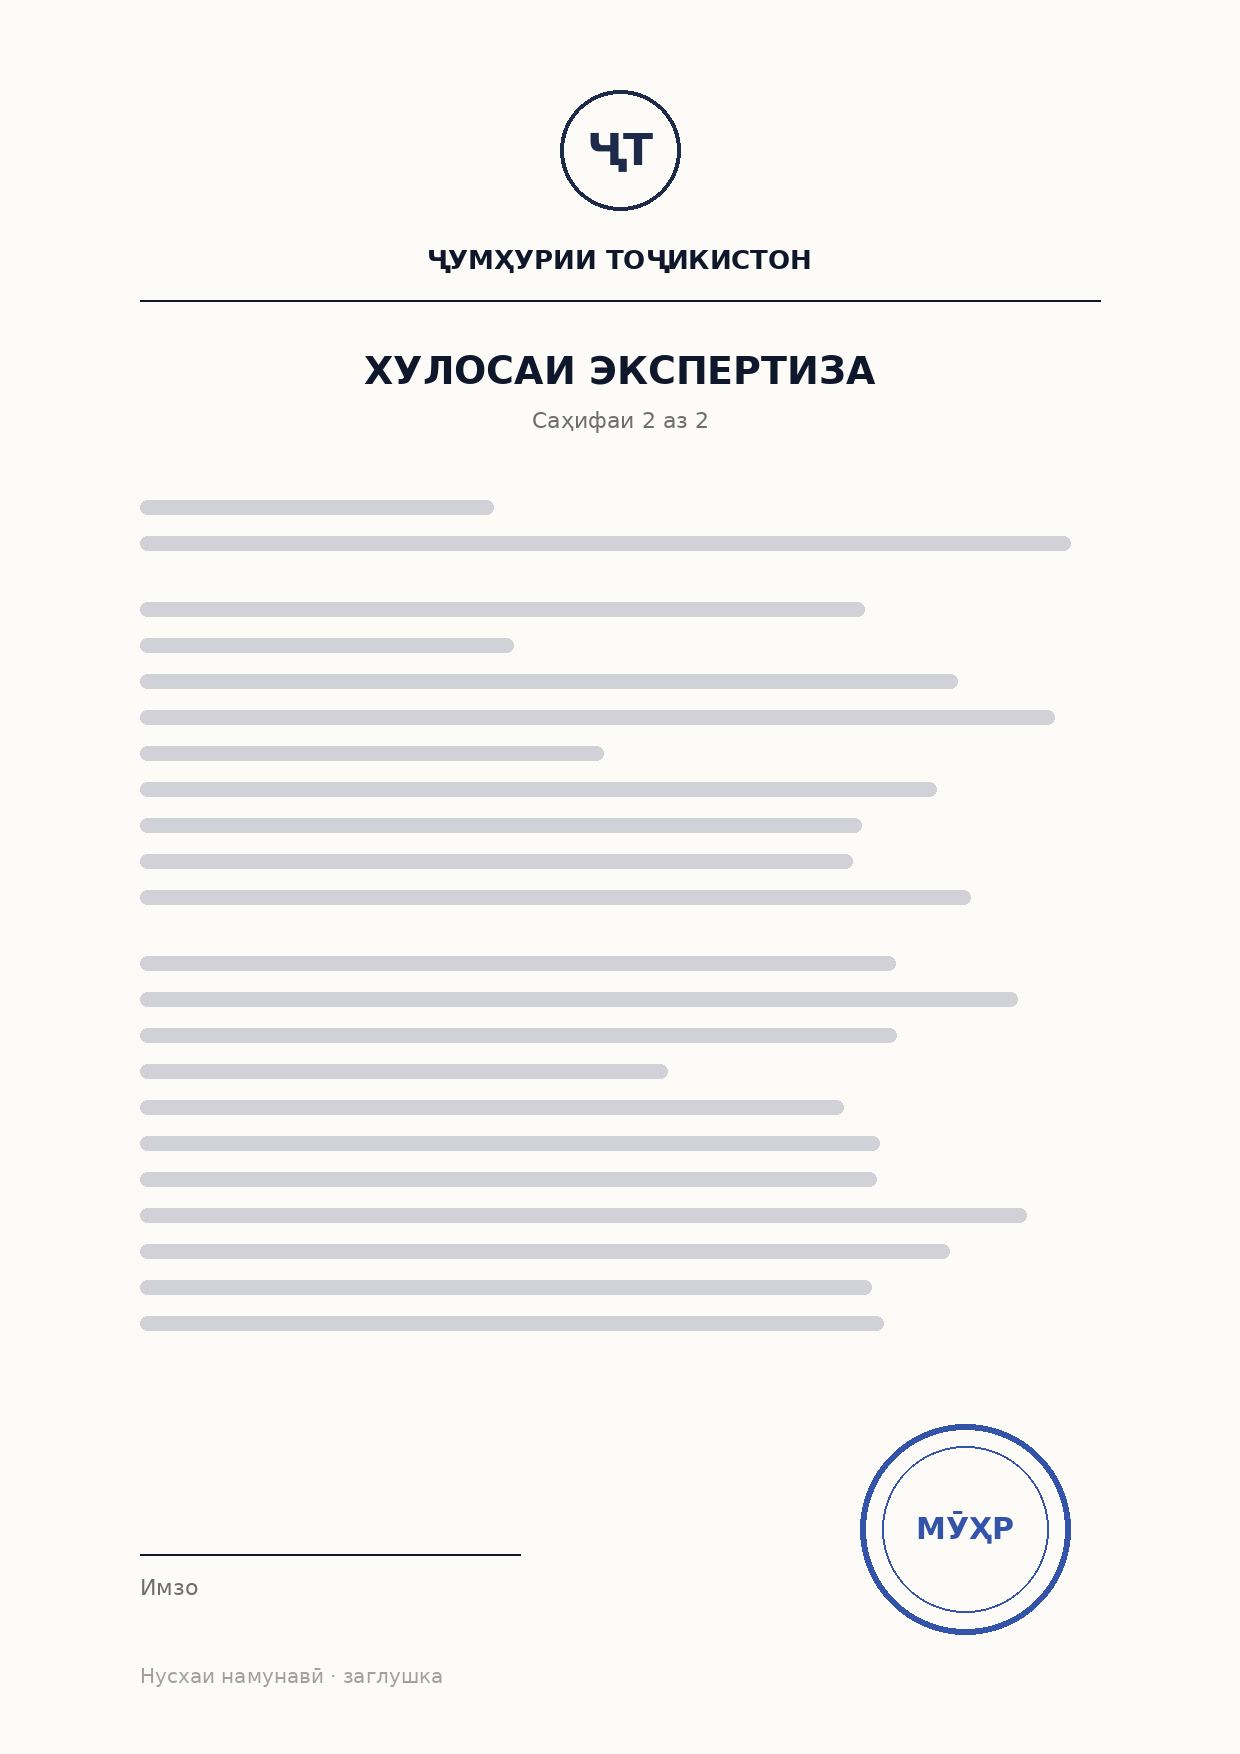 ҶТ
ҶУМҲУРИИ ТОҶИКИСТОН
ХУЛОСАИ ЭКСПЕРТИЗА
Саҳифаи 2 аз 2
МӮҲР
Имзо
Нусхаи намунавӣ · заглушка